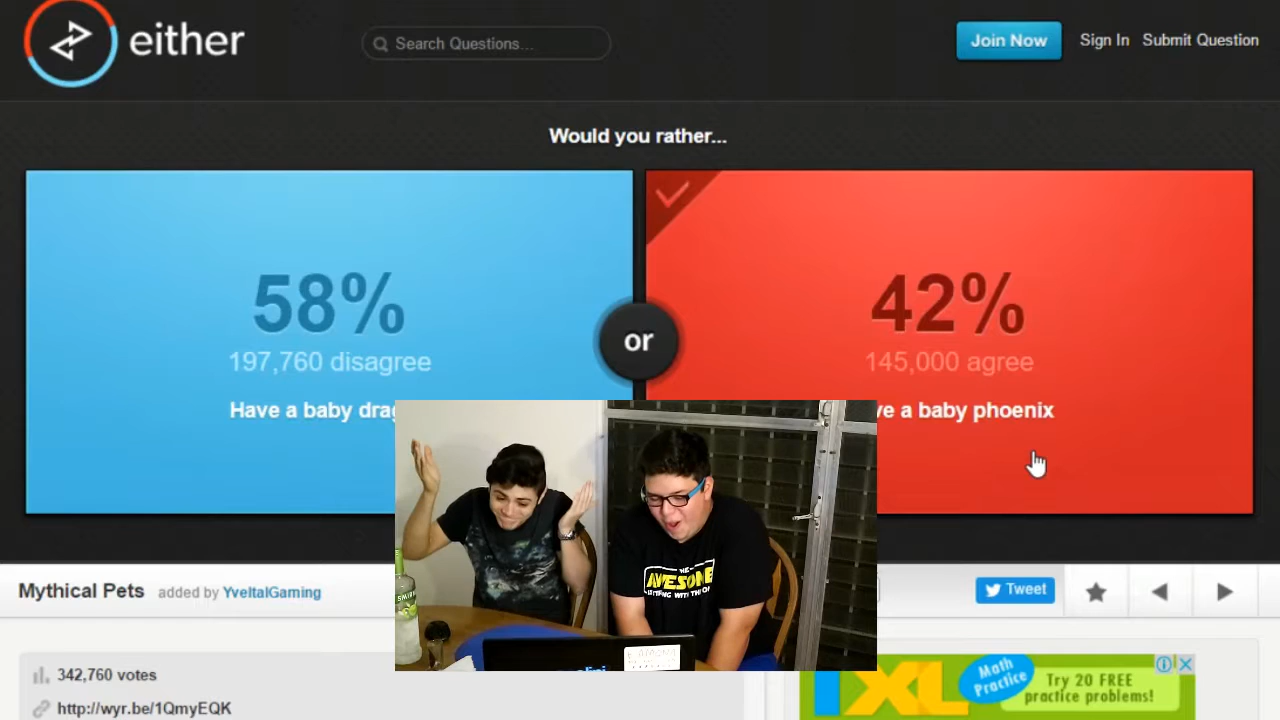 either
Search Questions...
Join Now
Sign In
Submit Question
Would you rather...
58%
197,760 disagree
Have a baby
or
42%
145,000 agree
a baby phoenix
THE
AWESOME
Mythical Pets added by YveltalGaming
Tweet
342,760 votes
http://wyr.be/1QmyEQK
IXL
Math
Practice
Try 20 FREE
practice problems!